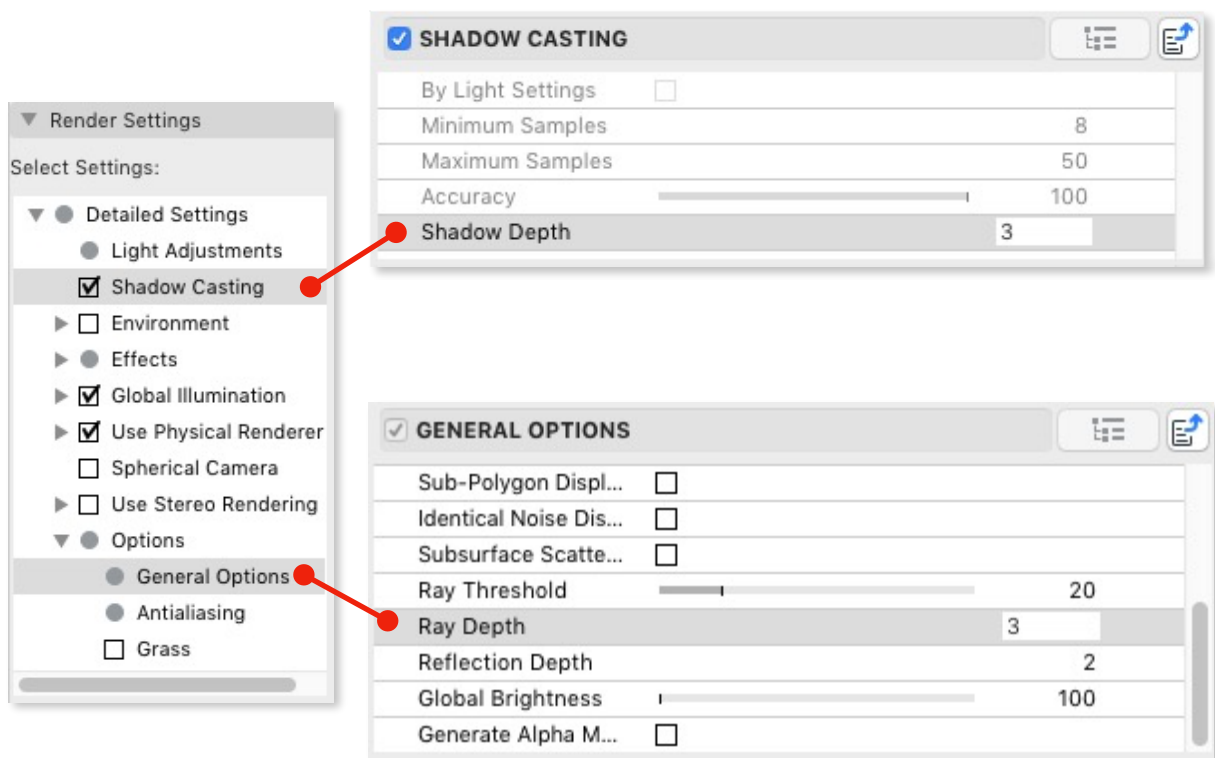 Render Settings
Select Settings:
Detailed Settings
Light Adjustments
Shadow Casting
Environment
Effects
Global Illumination
Use Physical Renderer
Spherical Camera
Use Stereo Rendering
Options
General Options
Antialiasing
Grass
SHADOW CASTING
By Light Settings
Minimum Samples 8
Maximum Samples 50
Accuracy 100
Shadow Depth 3
GENERAL OPTIONS
Sub-Polygon Displ...
Identical Noise Dis...
Subsurface Scatte...
Ray Threshold 20
Ray Depth 3
Reflection Depth 2
Global Brightness 100
Generate Alpha M...